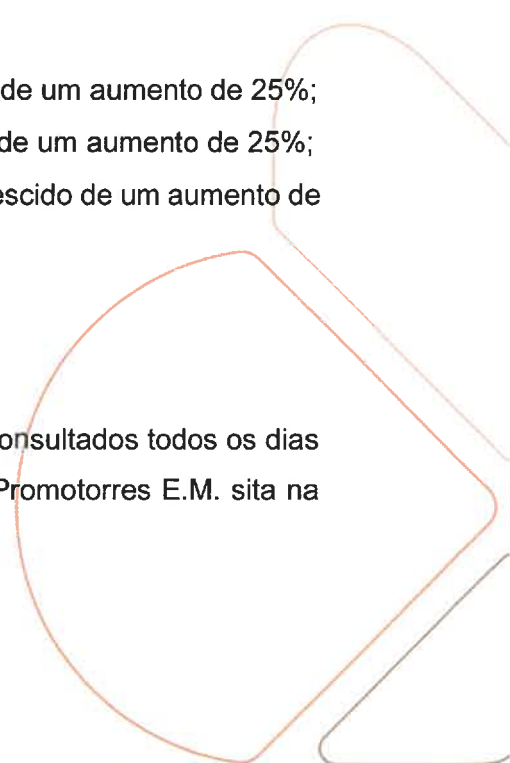 de um aumento de 25%;
de um aumento de 25%;
escido de um aumento de
onsultados todos os dias
Promotorres E.M. sita na